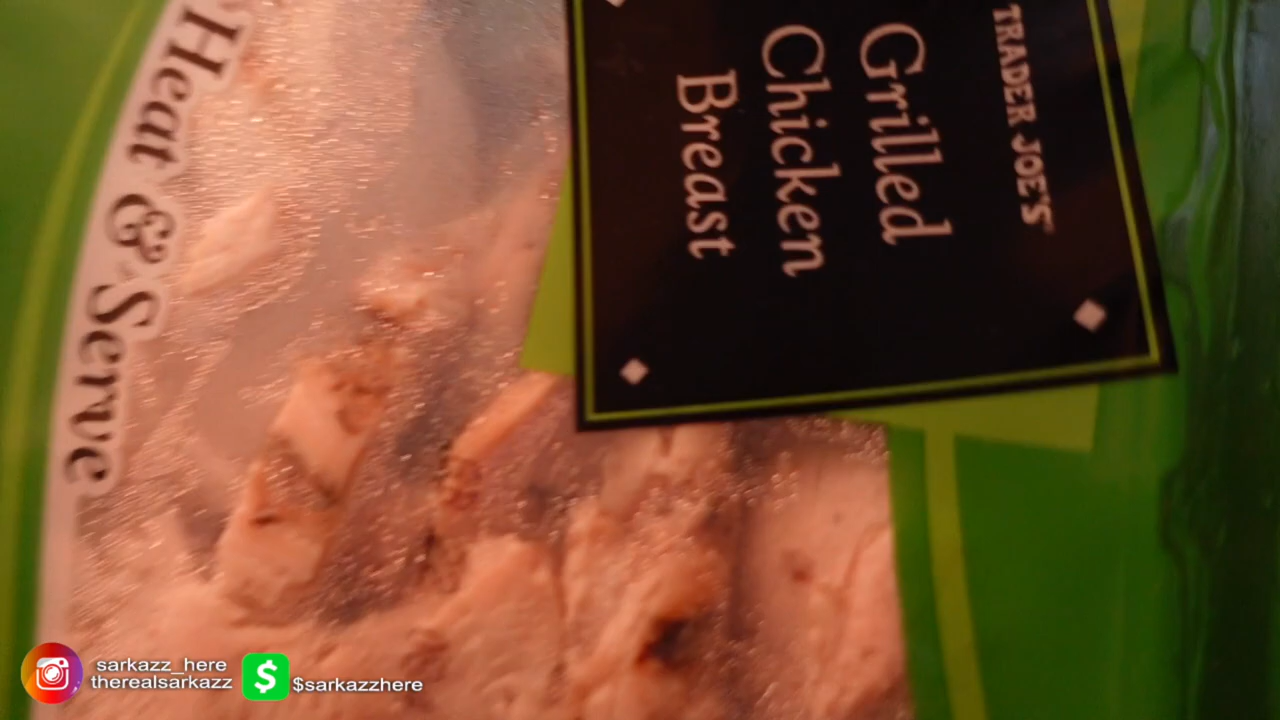 TRADER JOE'S
Grilled
Chicken
Breast
Heat & Serve
sarkazz_here
therealsarkazz
$sarkazzhere